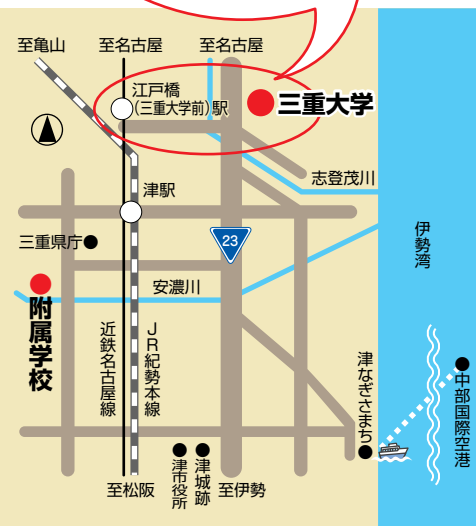 至亀山
至名古屋
至名古屋
江戸橋
(三重大学前)駅
三重大学
志登茂川
津駅
三重県庁
23
伊勢湾
安濃川
附属学校
近鉄名古屋線
JR紀勢本線
津なぎさまち
中部国際空港
至松阪
津市役所
津城跡
至伊勢